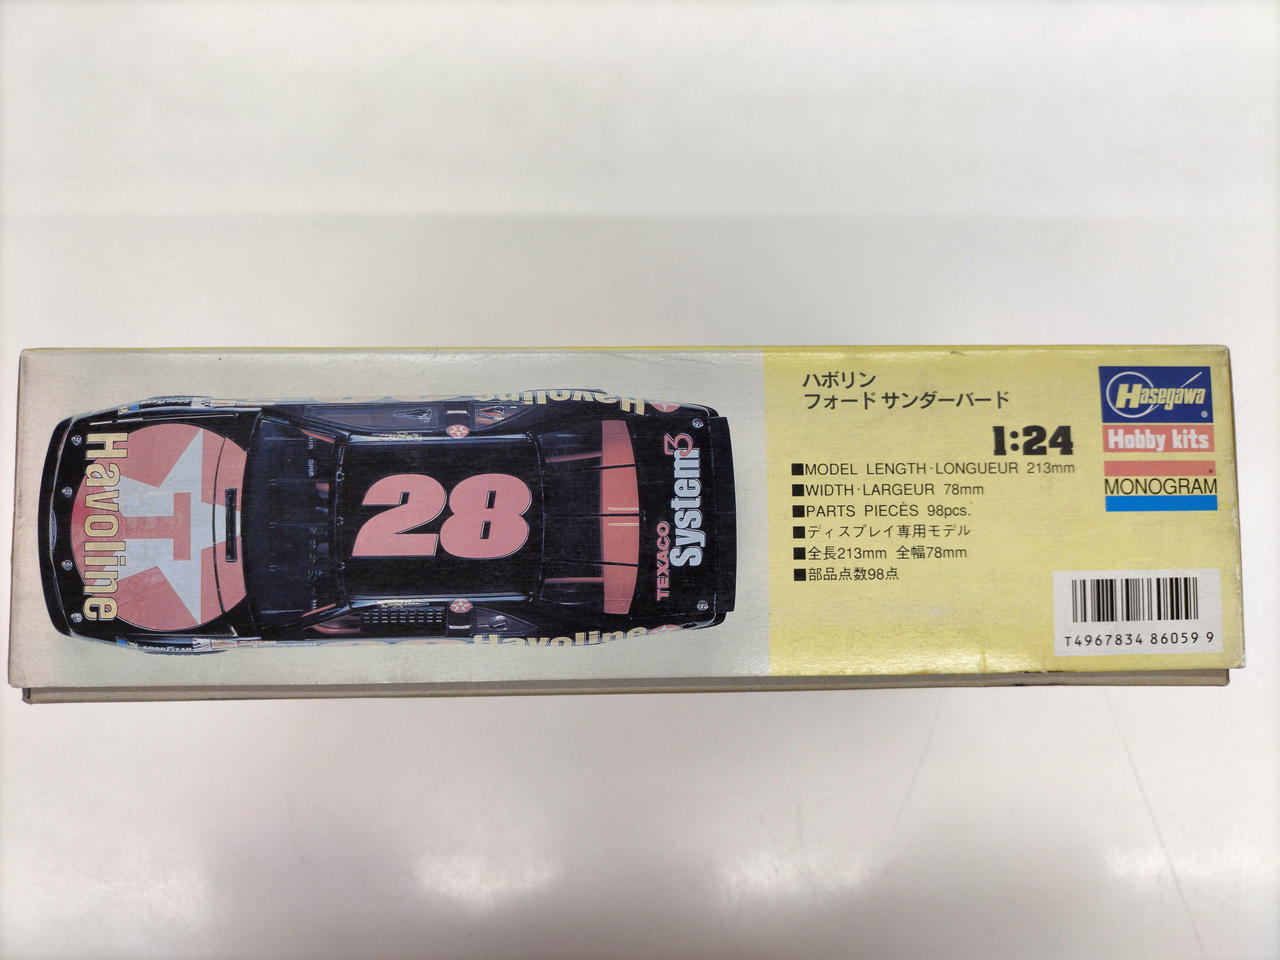 Havoline
28
TEXACO
System3
Havoline
Havoline
ハボリン
フォード サンダーバード
1:24
■MODEL LENGTH・LONGUEUR 213mm
■WIDTH・LARGEUR 78mm
■PARTS PIECÈS 98pcs.
■ディスプレイ専用モデル
■全長213mm 全幅78mm
■部品点数98点
Hasegawa®
Hobby kits
MONOGRAM
T4967834 86059 9